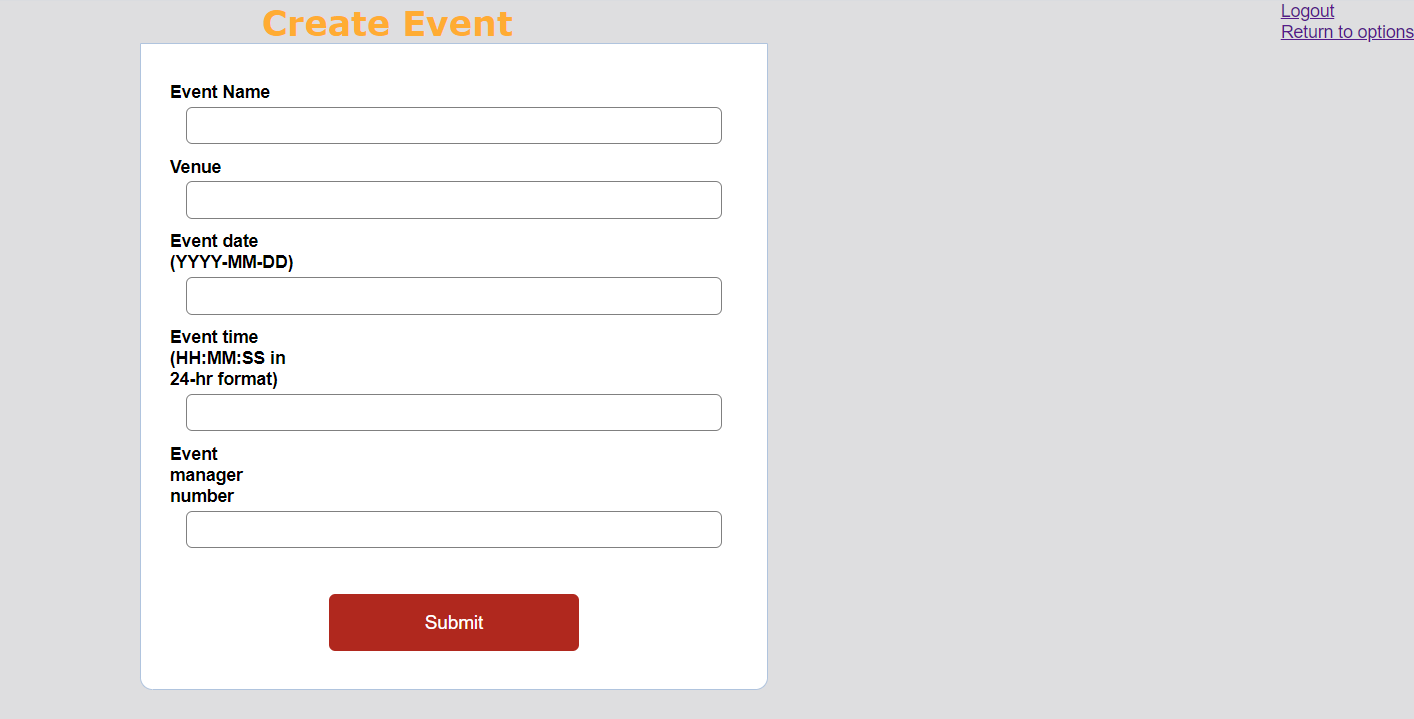 Create Event
Logout
Return to options
Event Name
Venue
Event date
(YYYY-MM-DD)
Event time
(HH:MM:SS in
24-hr format)
Event
manager
number
Submit